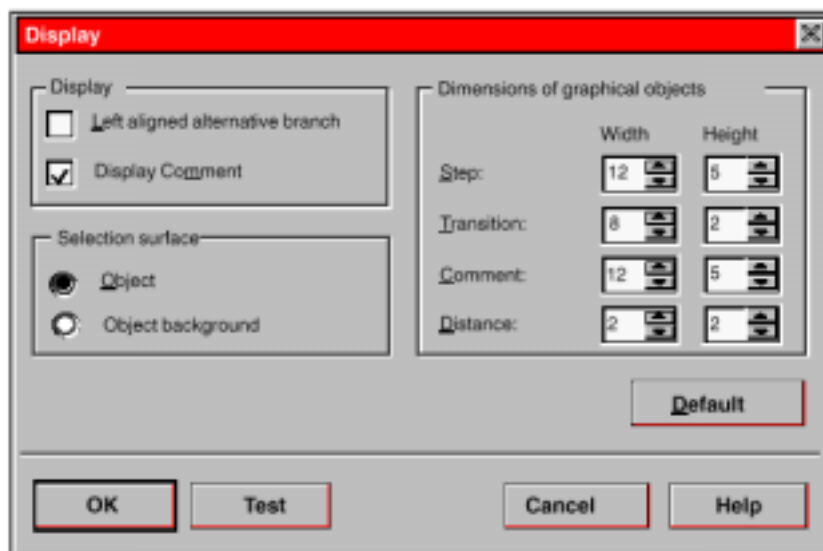 Display
Display
Left aligned alternative branch
Display Comment
Selection surface
Object
Object background
Dimensions of graphical objects
Width Height
Step: 12 5
Transition: 8 2
Comment: 12 5
Distance: 2 2
Default
OK Test Cancel Help